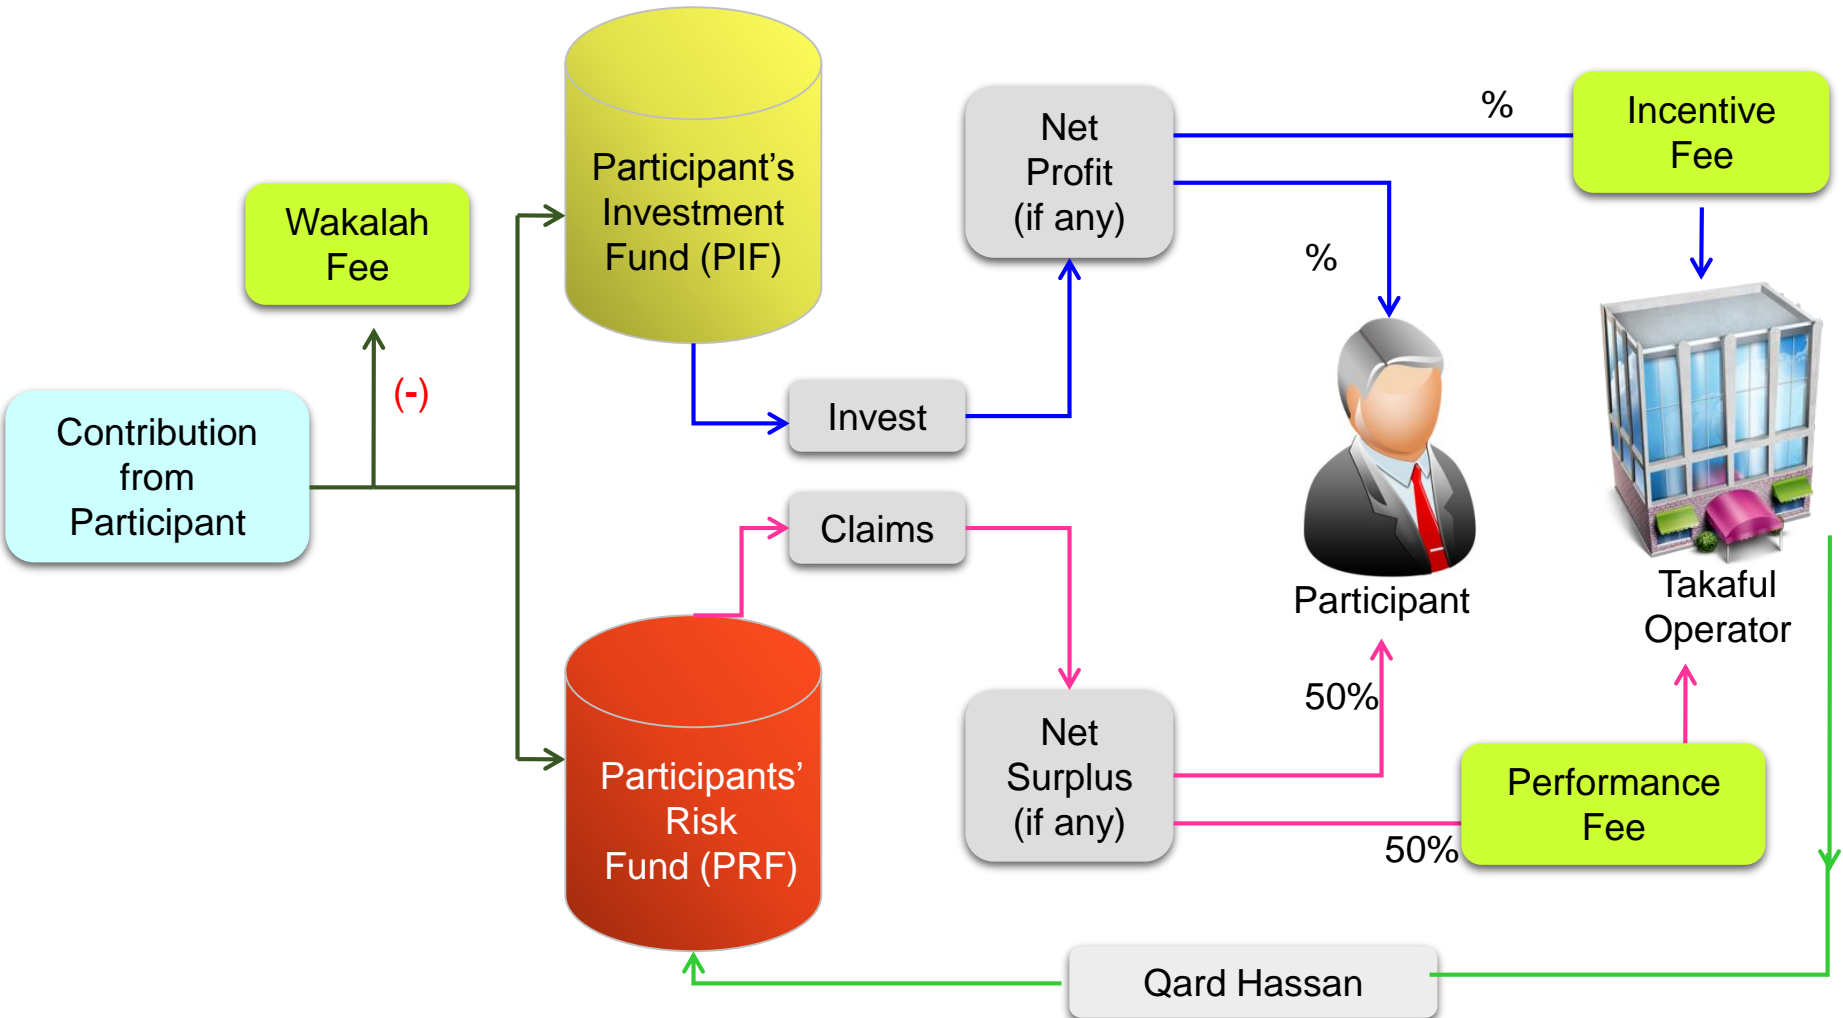 Contribution
from
Participant
Wakalah
Fee
(-)
Participant’s
Investment
Fund (PIF)
Invest
Net
Profit
(if any)
%
%
Incentive
Fee
Participant
Takaful
Operator
Participants’
Risk
Fund (PRF)
Claims
Net
Surplus
(if any)
50%
50%
Performance
Fee
Qard Hassan